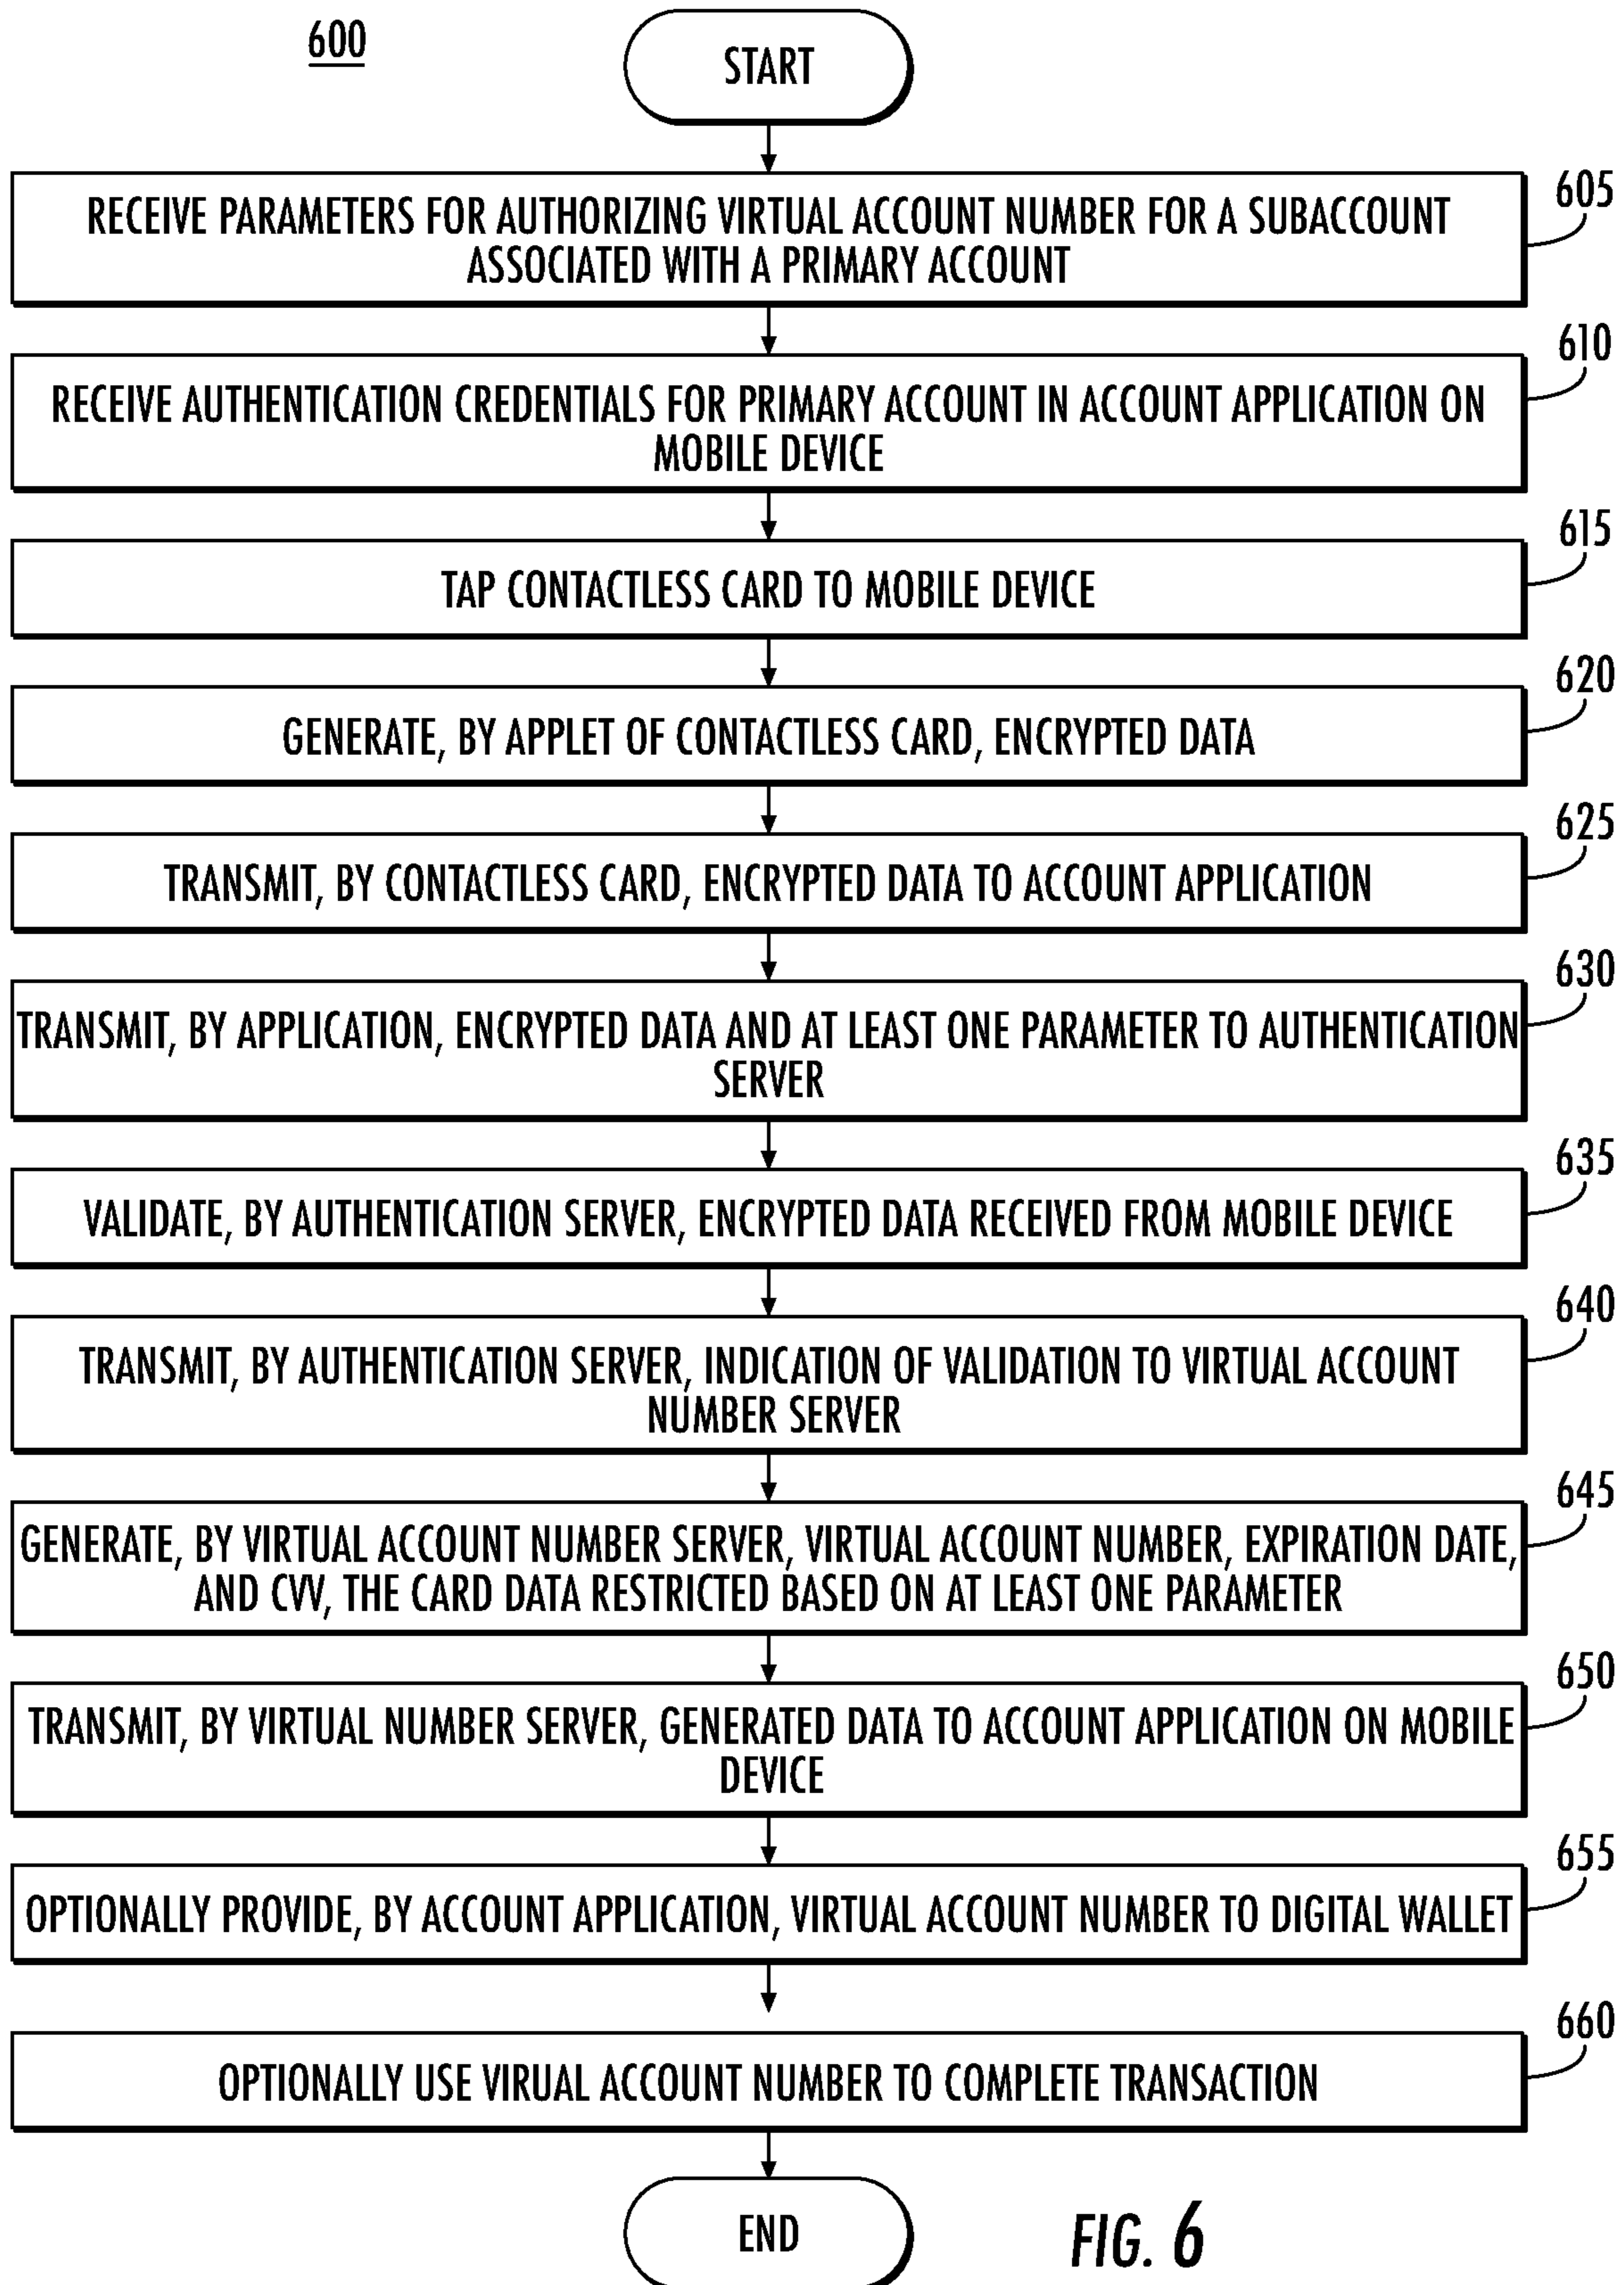 600
START
RECEIVE PARAMETERS FOR AUTHORIZING VIRTUAL ACCOUNT NUMBER FOR A SUBACCOUNT
ASSOCIATED WITH A PRIMARY ACCOUNT
605
RECEIVE AUTHENTICATION CREDENTIALS FOR PRIMARY ACCOUNT IN ACCOUNT APPLICATION ON
MOBILE DEVICE
610
TAP CONTACTLESS CARD TO MOBILE DEVICE
615
GENERATE, BY APPLET OF CONTACTLESS CARD, ENCRYPTED DATA
620
TRANSMIT, BY CONTACTLESS CARD, ENCRYPTED DATA TO ACCOUNT APPLICATION
625
TRANSMIT, BY APPLICATION, ENCRYPTED DATA AND AT LEAST ONE PARAMETER TO AUTHENTICATION
SERVER
630
VALIDATE, BY AUTHENTICATION SERVER, ENCRYPTED DATA RECEIVED FROM MOBILE DEVICE
635
TRANSMIT, BY AUTHENTICATION SERVER, INDICATION OF VALIDATION TO VIRTUAL ACCOUNT
NUMBER SERVER
640
GENERATE, BY VIRTUAL ACCOUNT NUMBER SERVER, VIRTUAL ACCOUNT NUMBER, EXPIRATION DATE,
AND CVV, THE CARD DATA RESTRICTED BASED ON AT LEAST ONE PARAMETER
645
TRANSMIT, BY VIRTUAL NUMBER SERVER, GENERATED DATA TO ACCOUNT APPLICATION ON MOBILE
DEVICE
650
OPTIONALLY PROVIDE, BY ACCOUNT APPLICATION, VIRTUAL ACCOUNT NUMBER TO DIGITAL WALLET
655
OPTIONALLY USE VIRUAL ACCOUNT NUMBER TO COMPLETE TRANSACTION
660
END
FIG. 6